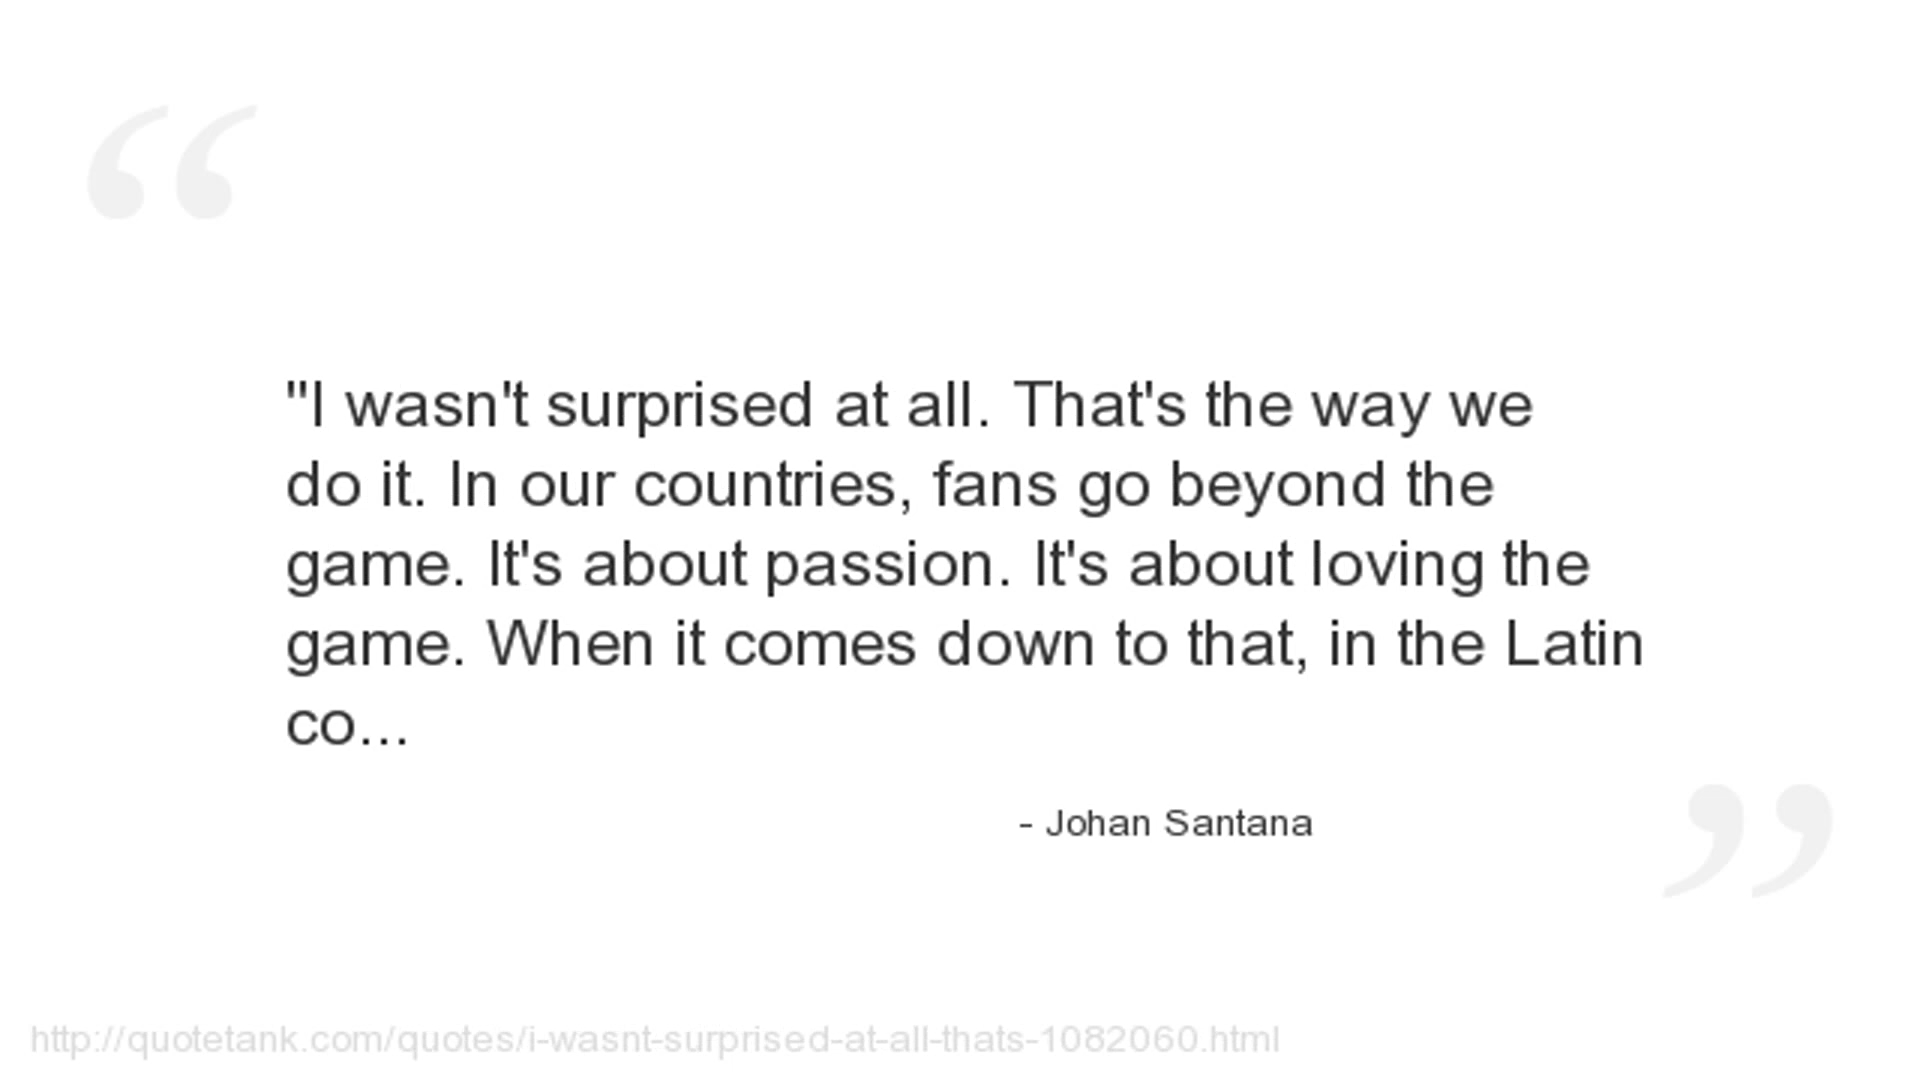 "I wasn't surprised at all. That's the way we
do it. In our countries, fans go beyond the
game. It's about passion. It's about loving the
game. When it comes down to that, in the Latin
co...
- Johan Santana
http://quotetank.com/quotes/i-wasnt-surprised-at-all-thats-1082060.html